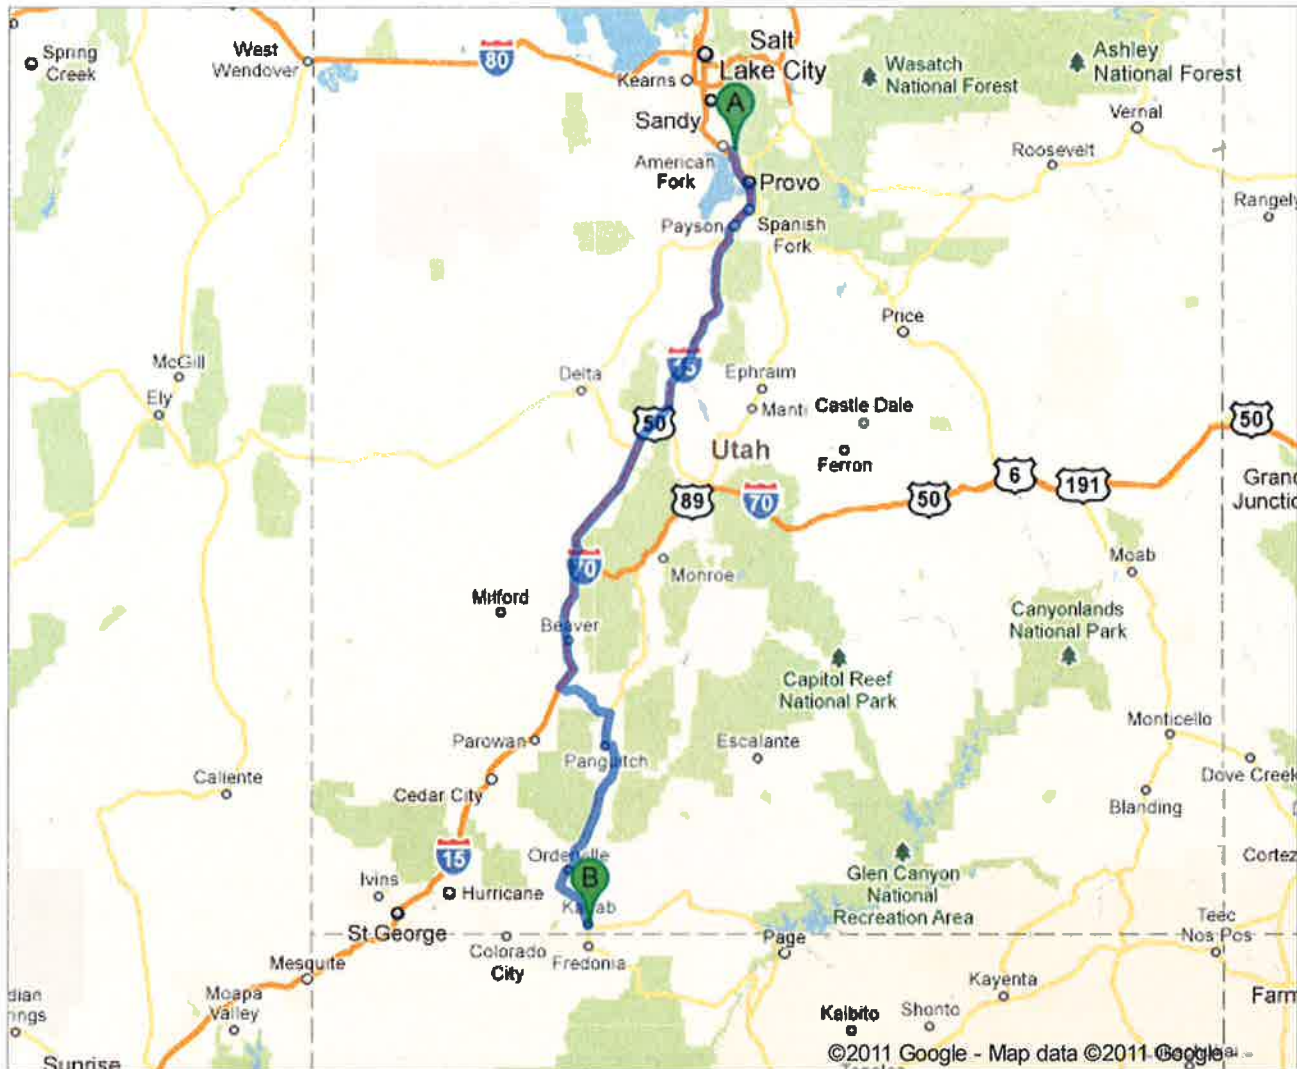 Spring
Creek
West
Wendover
80
Salt
Lake City
Kearns
Sandy
A
Wasatch
National Forest
Ashley
National Forest
Vernal
Roosevelt
American
Fork
Provo
Rangely
Payson
Spanish
Fork
Price
McGill
Ely
Delta
15
Ephraim
Manti
Castle Dale
50
Utah
Ferron
50
Grand
Junctio
89
70
50
6
191
70
Monroe
Moab
Milford
Beaver
Canyonlands
National Park
Capitol Reef
National Park
Parowan
Panguitch
Escalante
Monticello
Dove Creek
Caliente
Cedar City
Blanding
15
Orderville
B
Cortez
Ivins
Hurricane
Kanab
Glen Canyon
National
Recreation Area
St George
Colorado
City
Fredonia
Page
Teec
Nos Pos
Mesquite
Kayenta
dian
ngs
Moapa
Valley
Kaibito
Shonto
Farm
Sunrise
©2011 Google - Map data ©2011 Google